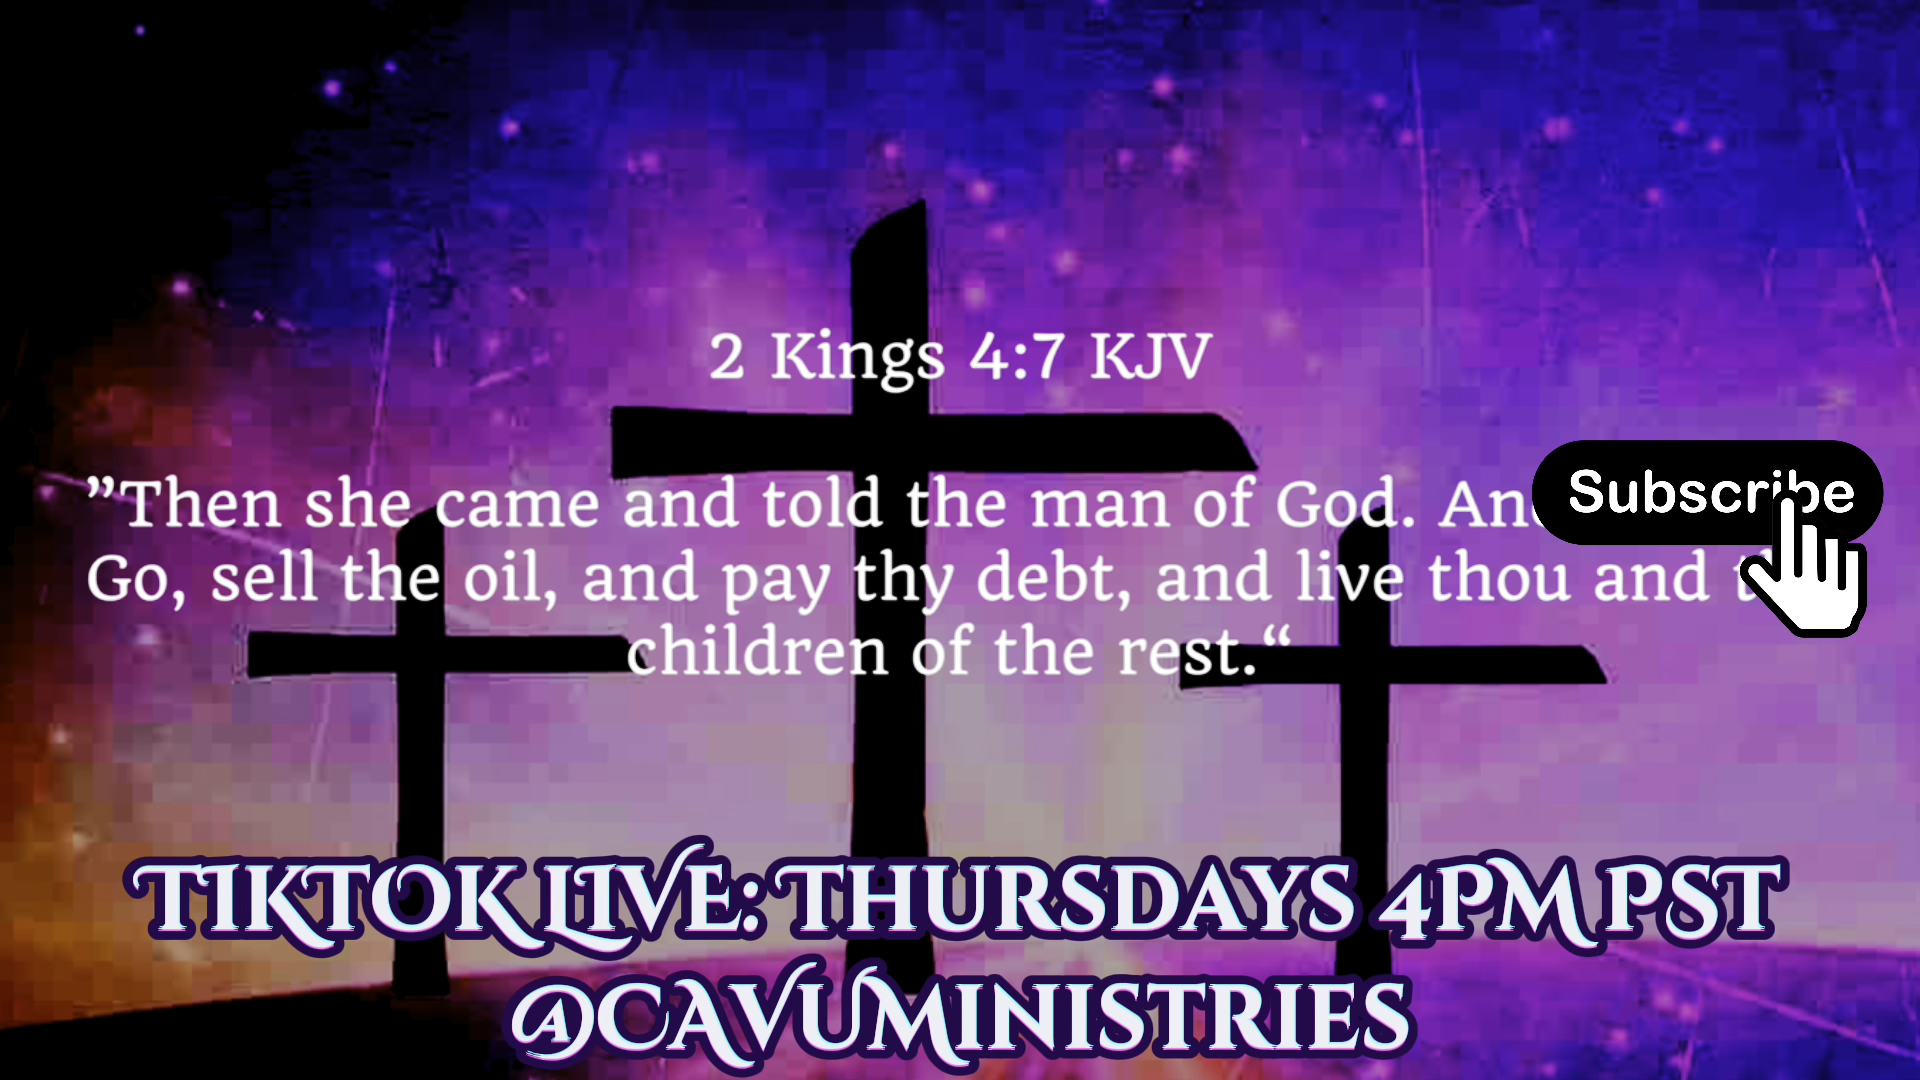 2 Kings 4:7 KJV
”Then she came and told the man of God.
Subscribe
Go, sell the oil, and pay thy debt, and live thou and
children of the rest.“
TIKTOK LIVE: THURSDAYS 4PM PST
@CAVUMINISTRIES